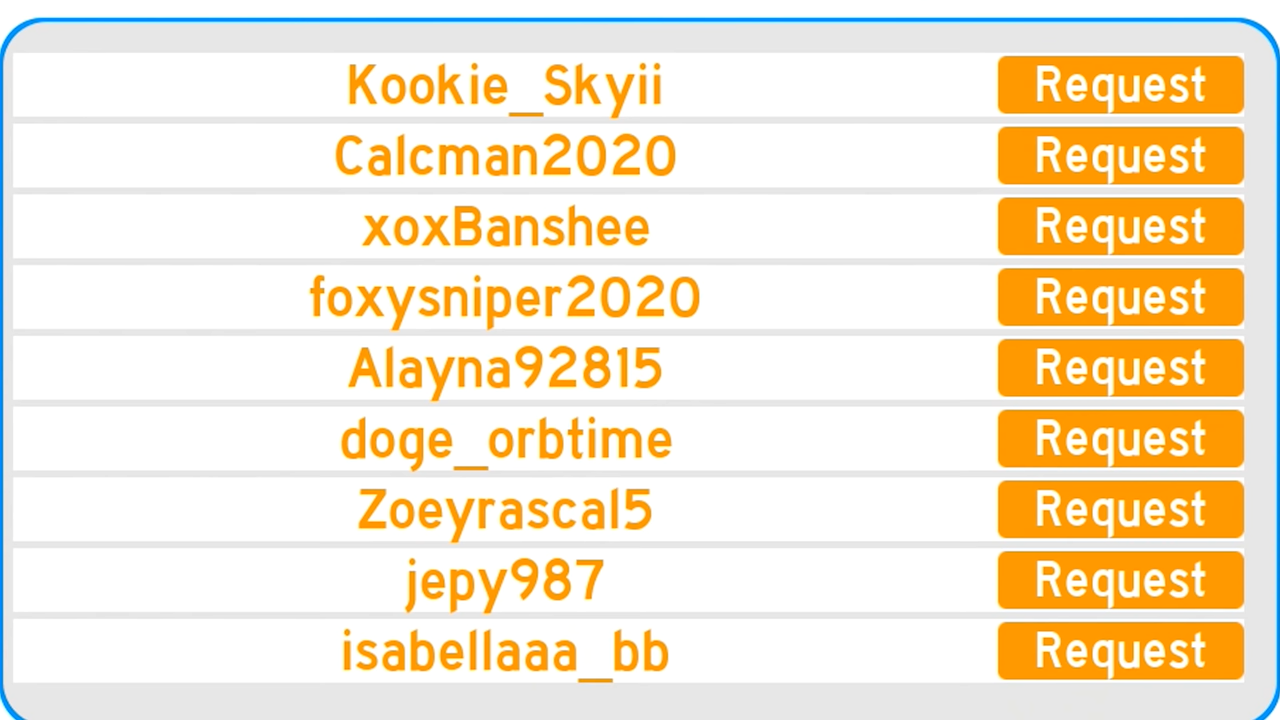 Kookie_Skyii Request
Calcman2020 Request
xoxBanshee Request
foxysniper2020 Request
Alayna92815 Request
doge_orbtime Request
Zoeyrascal5 Request
jepy987 Request
isabellaaa_bb Request